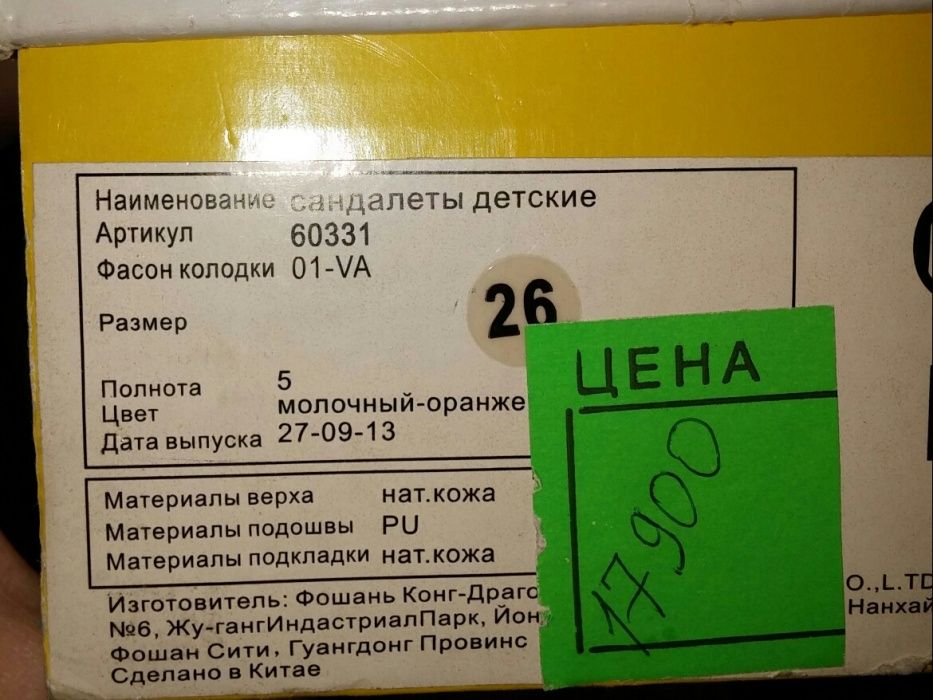 Наименование сандалеты детские
Артикул 60331
Фасон колодки 01-VA
Размер 26
Полнота 5
Цвет молочный-оранже
Дата выпуска 27-09-13
ЦЕНА
17900
Материалы верха нат.кожа
Материалы подошвы PU
Материалы подкладки нат.кожа
Изготовитель: Фошань Конг-Драго O.,L.TD
№6, Жу-гангИндастриалПарк, Йон Нанхай
Фошан Сити, Гуангдонг Провинс
Сделано в Китае